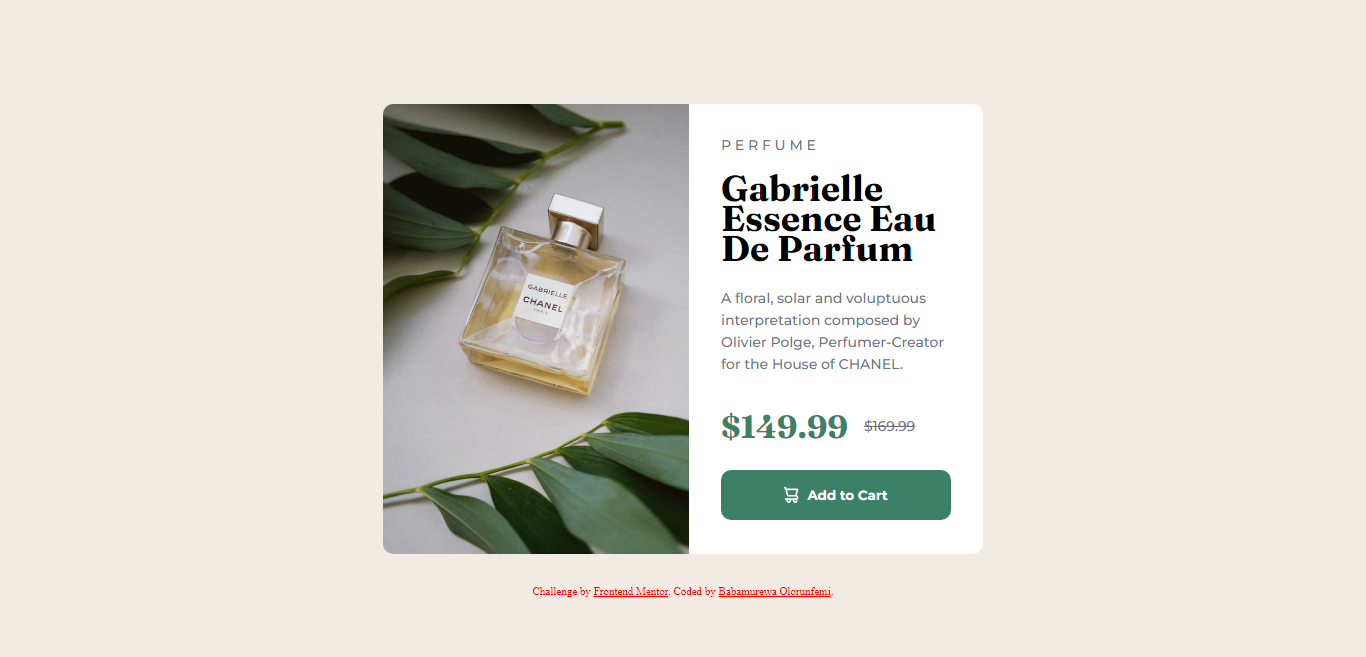 GABRIELLE
CHANEL
PARIS
PERFUME
Gabrielle
Essence Eau
De Parfum
A floral, solar and voluptuous
interpretation composed by
Olivier Polge, Perfumer-Creator
for the House of CHANEL.
$149.99 $169.99
Add to Cart
Challenge by Frontend Mentor. Coded by Babamurewa Olorunfemi.